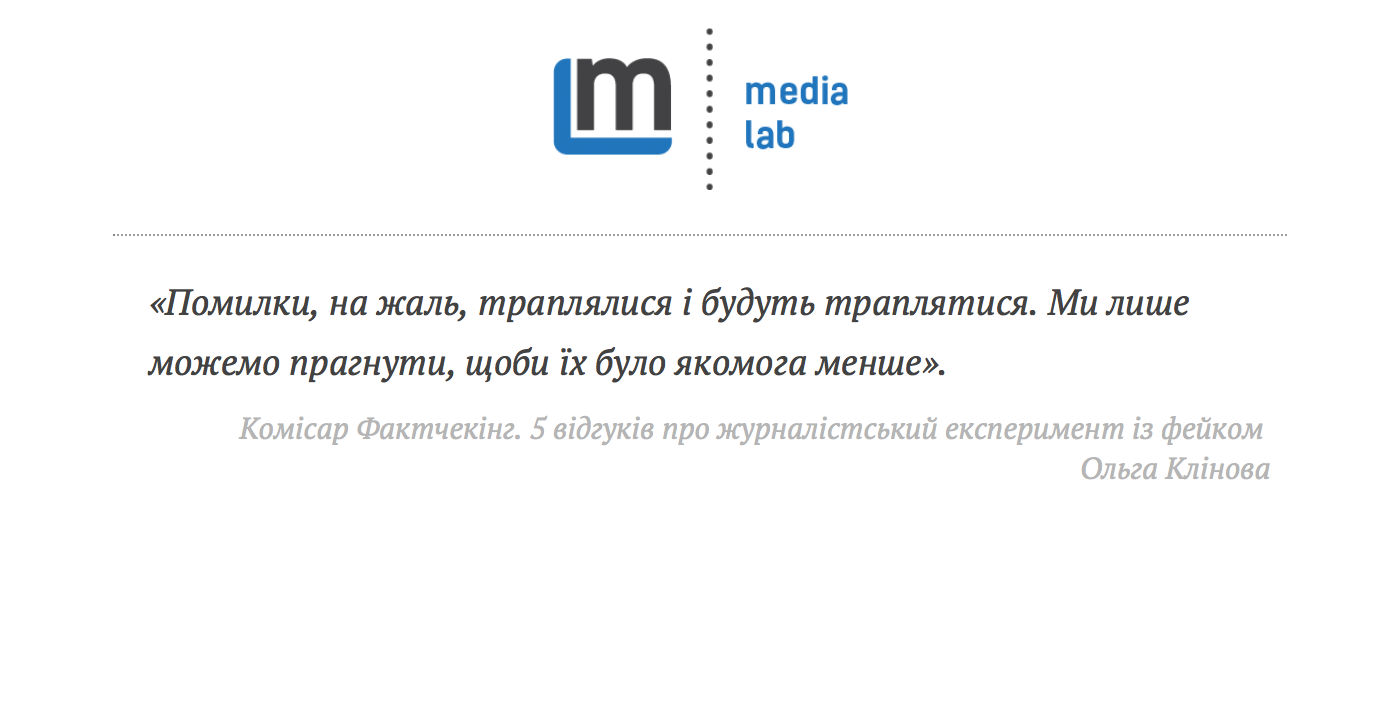 m
media
lab
«Помилки, на жаль, траплялися і будуть траплятися. Ми лише
можемо прагнути, щоби їх було якомога менше».
Комісар Фактчекінг. 5 відгуків про журналістський експеримент із фейком
Ольга Клінова